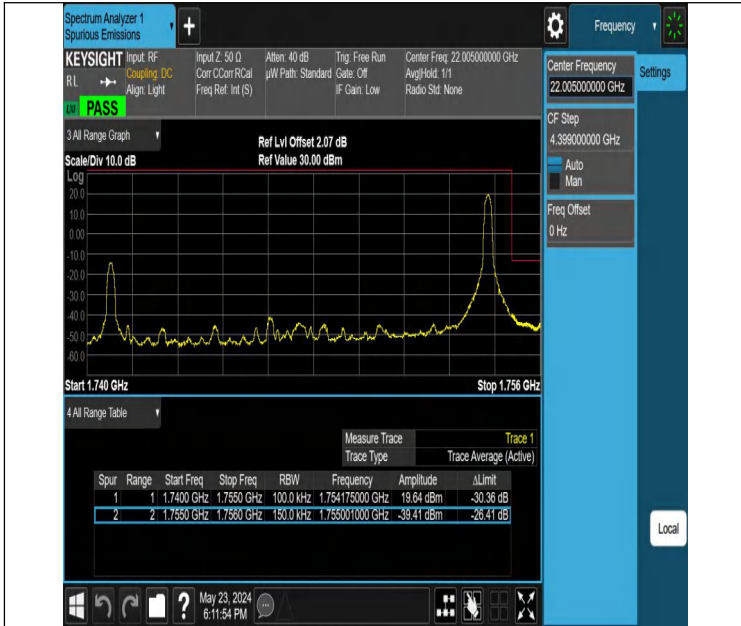 Spectrum Analyzer 1
Spurious Emissions
+
Frequency
KEYSIGHT
RL
PASS
Input: RF
Coupling: DC
Align: Light
Input Z: 50 Ω
Corr CCorr RCal
Freq Ref: Int (S)
Atten: 40 dB
µW Path: Standard
Trig: Free Run
Gate: Off
IF Gain: Low
Center Freq: 22.005000000 GHz
Avg|Hold: 1/1
Radio Std: None
Center Frequency
22.005000000 GHz
Settings
CF Step
4.399000000 GHz
Auto
Man
Freq Offset
0 Hz
3 All Range Graph
Scale/Div 10.0 dB
Ref Lvl Offset 2.07 dB
Ref Value 30.00 dBm
Log
20.0
10.0
0.00
-10.0
-20.0
-30.0
-40.0
-50.0
-60.0
Start 1.740 GHz Stop 1.756 GHz
4 All Range Table
Measure Trace Trace 1
Trace Type Trace Average (Active)
Spur Range Start Freq Stop Freq RBW Frequency Amplitude ΔLimit
1 1 1.7400 GHz 1.7550 GHz 100.0 kHz 1.754175000 GHz 19.64 dBm -30.36 dB
2 2 1.7550 GHz 1.7560 GHz 150.0 kHz 1.755001000 GHz -39.41 dBm -26.41 dB
Local
?
May 23, 2024
6:11:54 PM